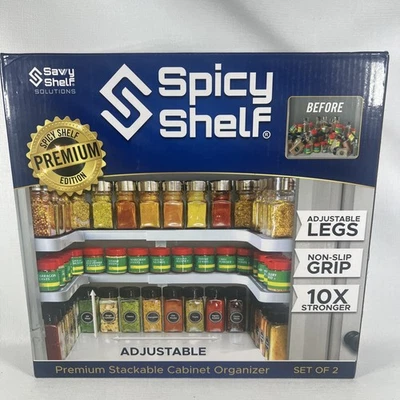 Savvy
Shelf
SOLUTIONS
Spicy
Shelf®
BEFORE
SPICY SHELF
PREMIUM
EDITION
ADJUSTABLE
LEGS
NON-SLIP
GRIP
10X
STRONGER
ADJUSTABLE
Premium Stackable Cabinet Organizer
SET OF 2